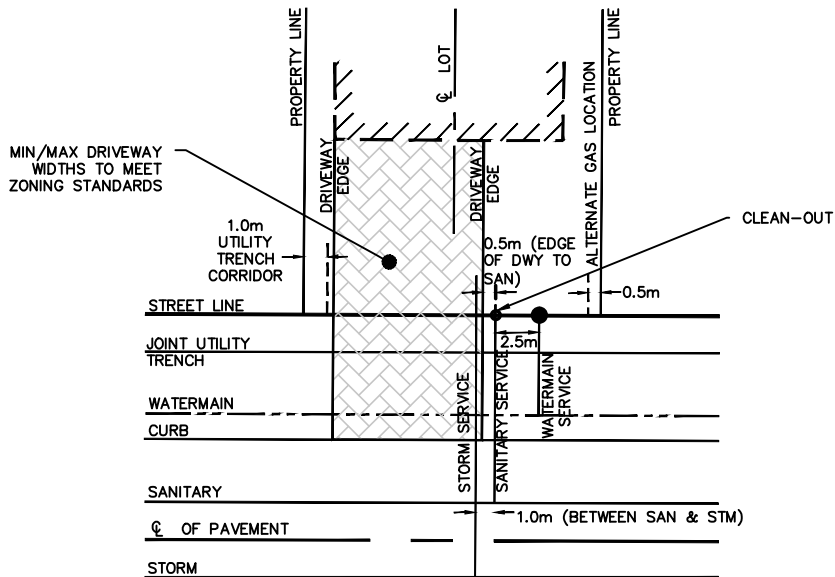 PROPERTY LINE
℄ LOT
ALTERNATE GAS LOCATION
PROPERTY LINE
MIN/MAX DRIVEWAY
WIDTHS TO MEET
ZONING STANDARDS
DRIVEWAY
EDGE
DRIVEWAY
EDGE
CLEAN-OUT
1.0m
UTILITY
TRENCH
CORRIDOR
0.5m (EDGE
OF DWY TO
SAN)
0.5m
STREET LINE
2.5m
JOINT UTILITY
TRENCH
WATERMAIN
CURB
STORM SERVICE
SANITARY SERVICE
WATERMAIN
SERVICE
SANITARY
1.0m (BETWEEN SAN & STM)
℄ OF PAVEMENT
STORM